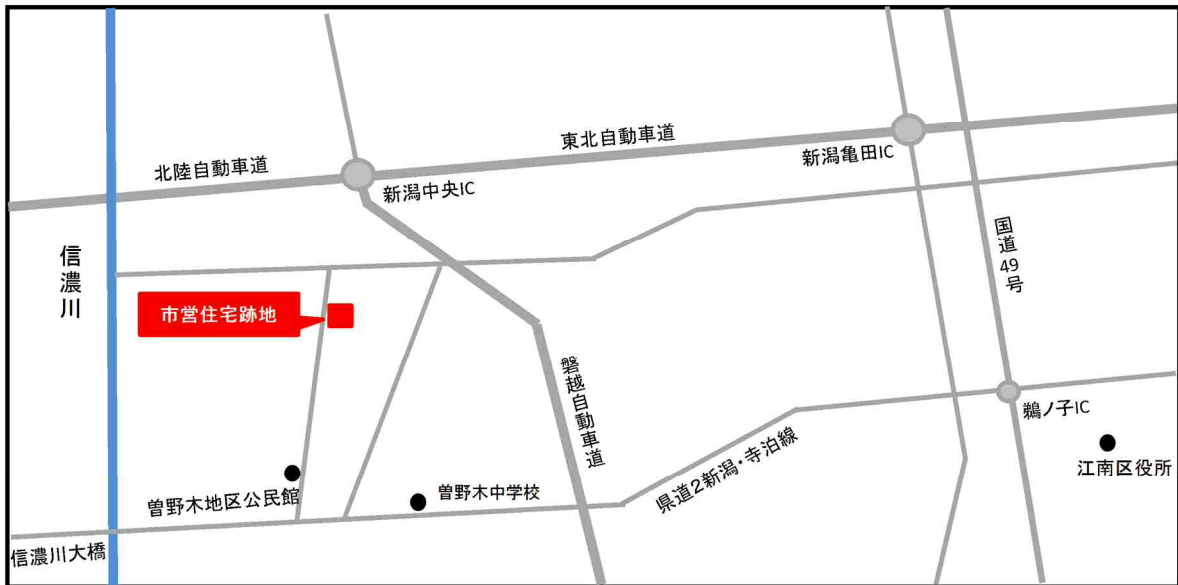 東北自動車道
新潟亀田IC
北陸自動車道
新潟中央IC
国道49号
信濃川
市営住宅跡地
磐越自動車道
鵜ノ子IC
県道2新潟・寺泊線
江南区役所
曽野木地区公民館
曽野木中学校
信濃川大橋